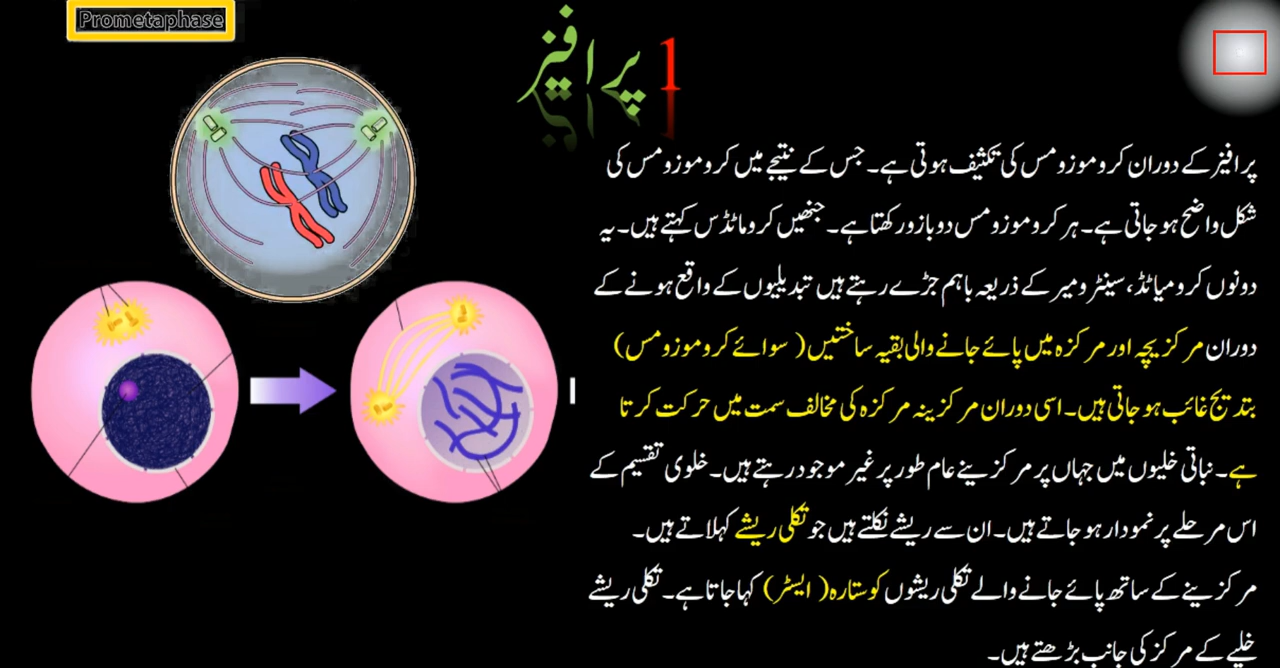 Prometaphase
1 پرافیز
پرافیز کے دوران کروموزومس کی تکثیف ہوتی ہے۔ جس کے نتیجے میں کروموزومس کی
شکل واضح ہو جاتی ہے۔ ہر کروموزومس دو بازو رکھتا ہے۔ جنھیں کروماٹڈس کہتے ہیں۔ یہ
دونوں کرومیاٹڈ، سینٹرومیر کے ذریعہ باہم جڑے رہتے ہیں تبدیلیوں کے واقع ہونے کے
دوران مرکزیچہ اور مرکزہ میں پائے جانے والی بقیہ ساختیں (سوائے کروموزومس)
بتدریج غائب ہو جاتی ہیں۔ اسی دوران مرکزینہ مرکزہ کی مخالف سمت میں حرکت کرتا
ہے۔ نباتی خلیوں میں جہاں پر مرکزینے عام طور پر غیر موجود رہتے ہیں۔ خلوی تقسیم کے
اس مرحلے پر نمودار ہو جاتے ہیں۔ ان سے ریشے نکلتے ہیں جو تکلی ریشے کہلاتے ہیں۔
مرکزینے کے ساتھ پائے جانے والے تکلی ریشوں کو ستارہ (ایسٹر) کہا جاتا ہے۔ تکلی ریشے
خلیے کے مرکز کی جانب بڑھتے ہیں۔